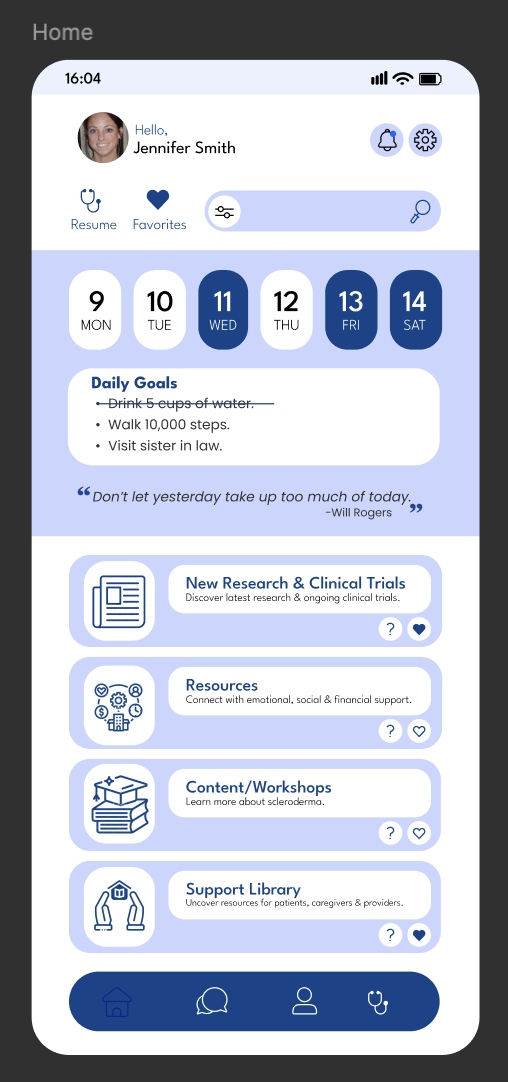 Home
16:04
Hello,
Jennifer Smith
Resume
Favorites
9
MON
10
TUE
11
WED
12
THU
13
FRI
14
SAT
Daily Goals
• Drink 5 cups of water.
• Walk 10,000 steps.
• Visit sister in law.
“Don’t let yesterday take up too much of today.
-Will Rogers ”
New Research & Clinical Trials
Discover latest research & ongoing clinical trials.
?
Resources
Connect with emotional, social & financial support.
$
?
Content/Workshops
Learn more about scleroderma.
?
Support Library
Uncover resources for patients, caregivers & providers.
?